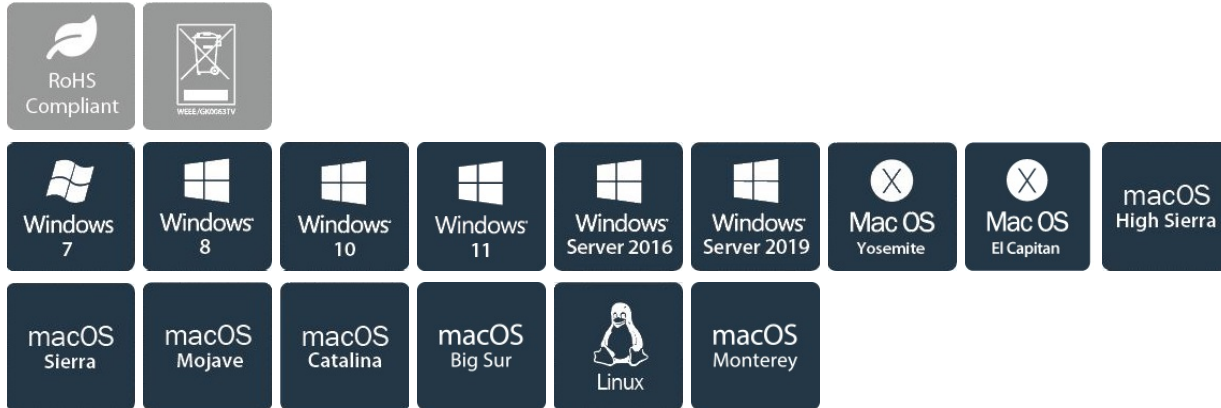 RoHS
Compliant
WEEE/GK0063TV
Windows
7
Windows
8
Windows
10
Windows
11
Windows
Server 2016
Windows
Server 2019
X
Mac OS
Yosemite
X
Mac OS
El Capitan
macOS
High Sierra
macOS
Sierra
macOS
Mojave
macOS
Catalina
macOS
Big Sur
Linux
macOS
Monterey